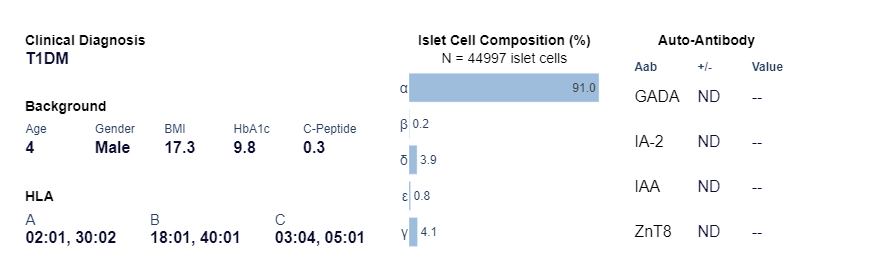 Clinical Diagnosis
T1DM
Background
Age Gender BMI HbA1c C-Peptide
4 Male 17.3 9.8 0.3
HLA
A B C
02:01, 30:02 18:01, 40:01 03:04, 05:01
Islet Cell Composition (%)
N = 44997 islet cells
α 91.0
β 0.2
δ 3.9
ε 0.8
γ 4.1
Auto-Antibody
Aab +/- Value
GADA ND --
IA-2 ND --
IAA ND --
ZnT8 ND --